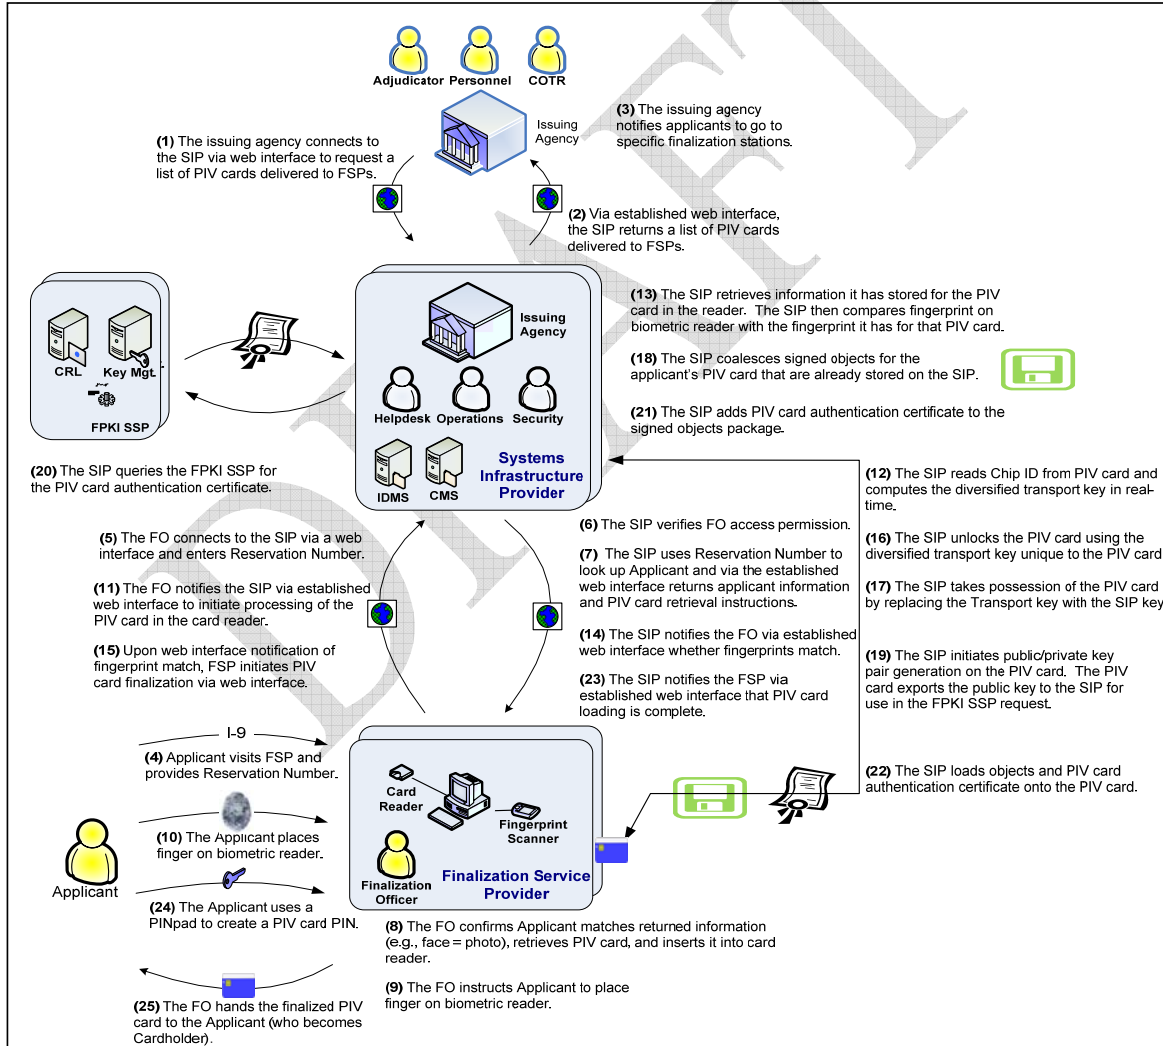 DRAFT
Adjudicator Personnel COTR
Issuing
Agency
(1) The issuing agency connects to
the SIP via web interface to request a
list of PIV cards delivered to FSPs.
(3) The issuing agency
notifies applicants to go to
specific finalization stations.
(2) Via established web interface,
the SIP returns a list of PIV cards
delivered to FSPs.
CRL
Key Mgt.
FPKI SSP
Issuing
Agency
Helpdesk Operations Security
IDMS
CMS
Systems
Infrastructure
Provider
(13) The SIP retrieves information it has stored for the PIV
card in the reader. The SIP then compares fingerprint on
biometric reader with the fingerprint it has for that PIV card.
(18) The SIP coalesces signed objects for the
applicant's PIV card that are already stored on the SIP.
(21) The SIP adds PIV card authentication certificate to the
signed objects package.
(20) The SIP queries the FPKI SSP for
the PIV card authentication certificate.
(5) The FO connects to the SIP via a web
interface and enters Reservation Number.
(11) The FO notifies the SIP via established
web interface to initiate processing of the
PIV card in the card reader.
(15) Upon web interface notification of
fingerprint match, FSP initiates PIV
card finalization via web interface.
(6) The SIP verifies FO access permission.
(7) The SIP uses Reservation Number to
look up Applicant and via the established
web interface returns applicant information
and PIV card retrieval instructions.
(14) The SIP notifies the FO via established
web interface whether fingerprints match.
(23) The SIP notifies the FSP via
established web interface that PIV card
loading is complete.
(12) The SIP reads Chip ID from PIV card and
computes the diversified transport key in real-
time.
(16) The SIP unlocks the PIV card using the
diversified transport key unique to the PIV card
(17) The SIP takes possession of the PIV card
by replacing the Transport key with the SIP key
(19) The SIP initiates public/private key
pair generation on the PIV card. The PIV
card exports the public key to the SIP for
use in the FPKI SSP request.
(22) The SIP loads objects and PIV card
authentication certificate onto the PIV card.
I-9
(4) Applicant visits FSP and
provides Reservation Number.
(10) The Applicant places
finger on biometric reader.
Applicant
(24) The Applicant uses a
PINpad to create a PIV card PIN.
(25) The FO hands the finalized PIV
card to the Applicant (who becomes
Cardholder).
Card
Reader
Fingerprint
Scanner
Finalization
Officer
Finalization Service
Provider
(8) The FO confirms Applicant matches returned information
(e.g., face = photo), retrieves PIV card, and inserts it into card
reader.
(9) The FO instructs Applicant to place
finger on biometric reader.